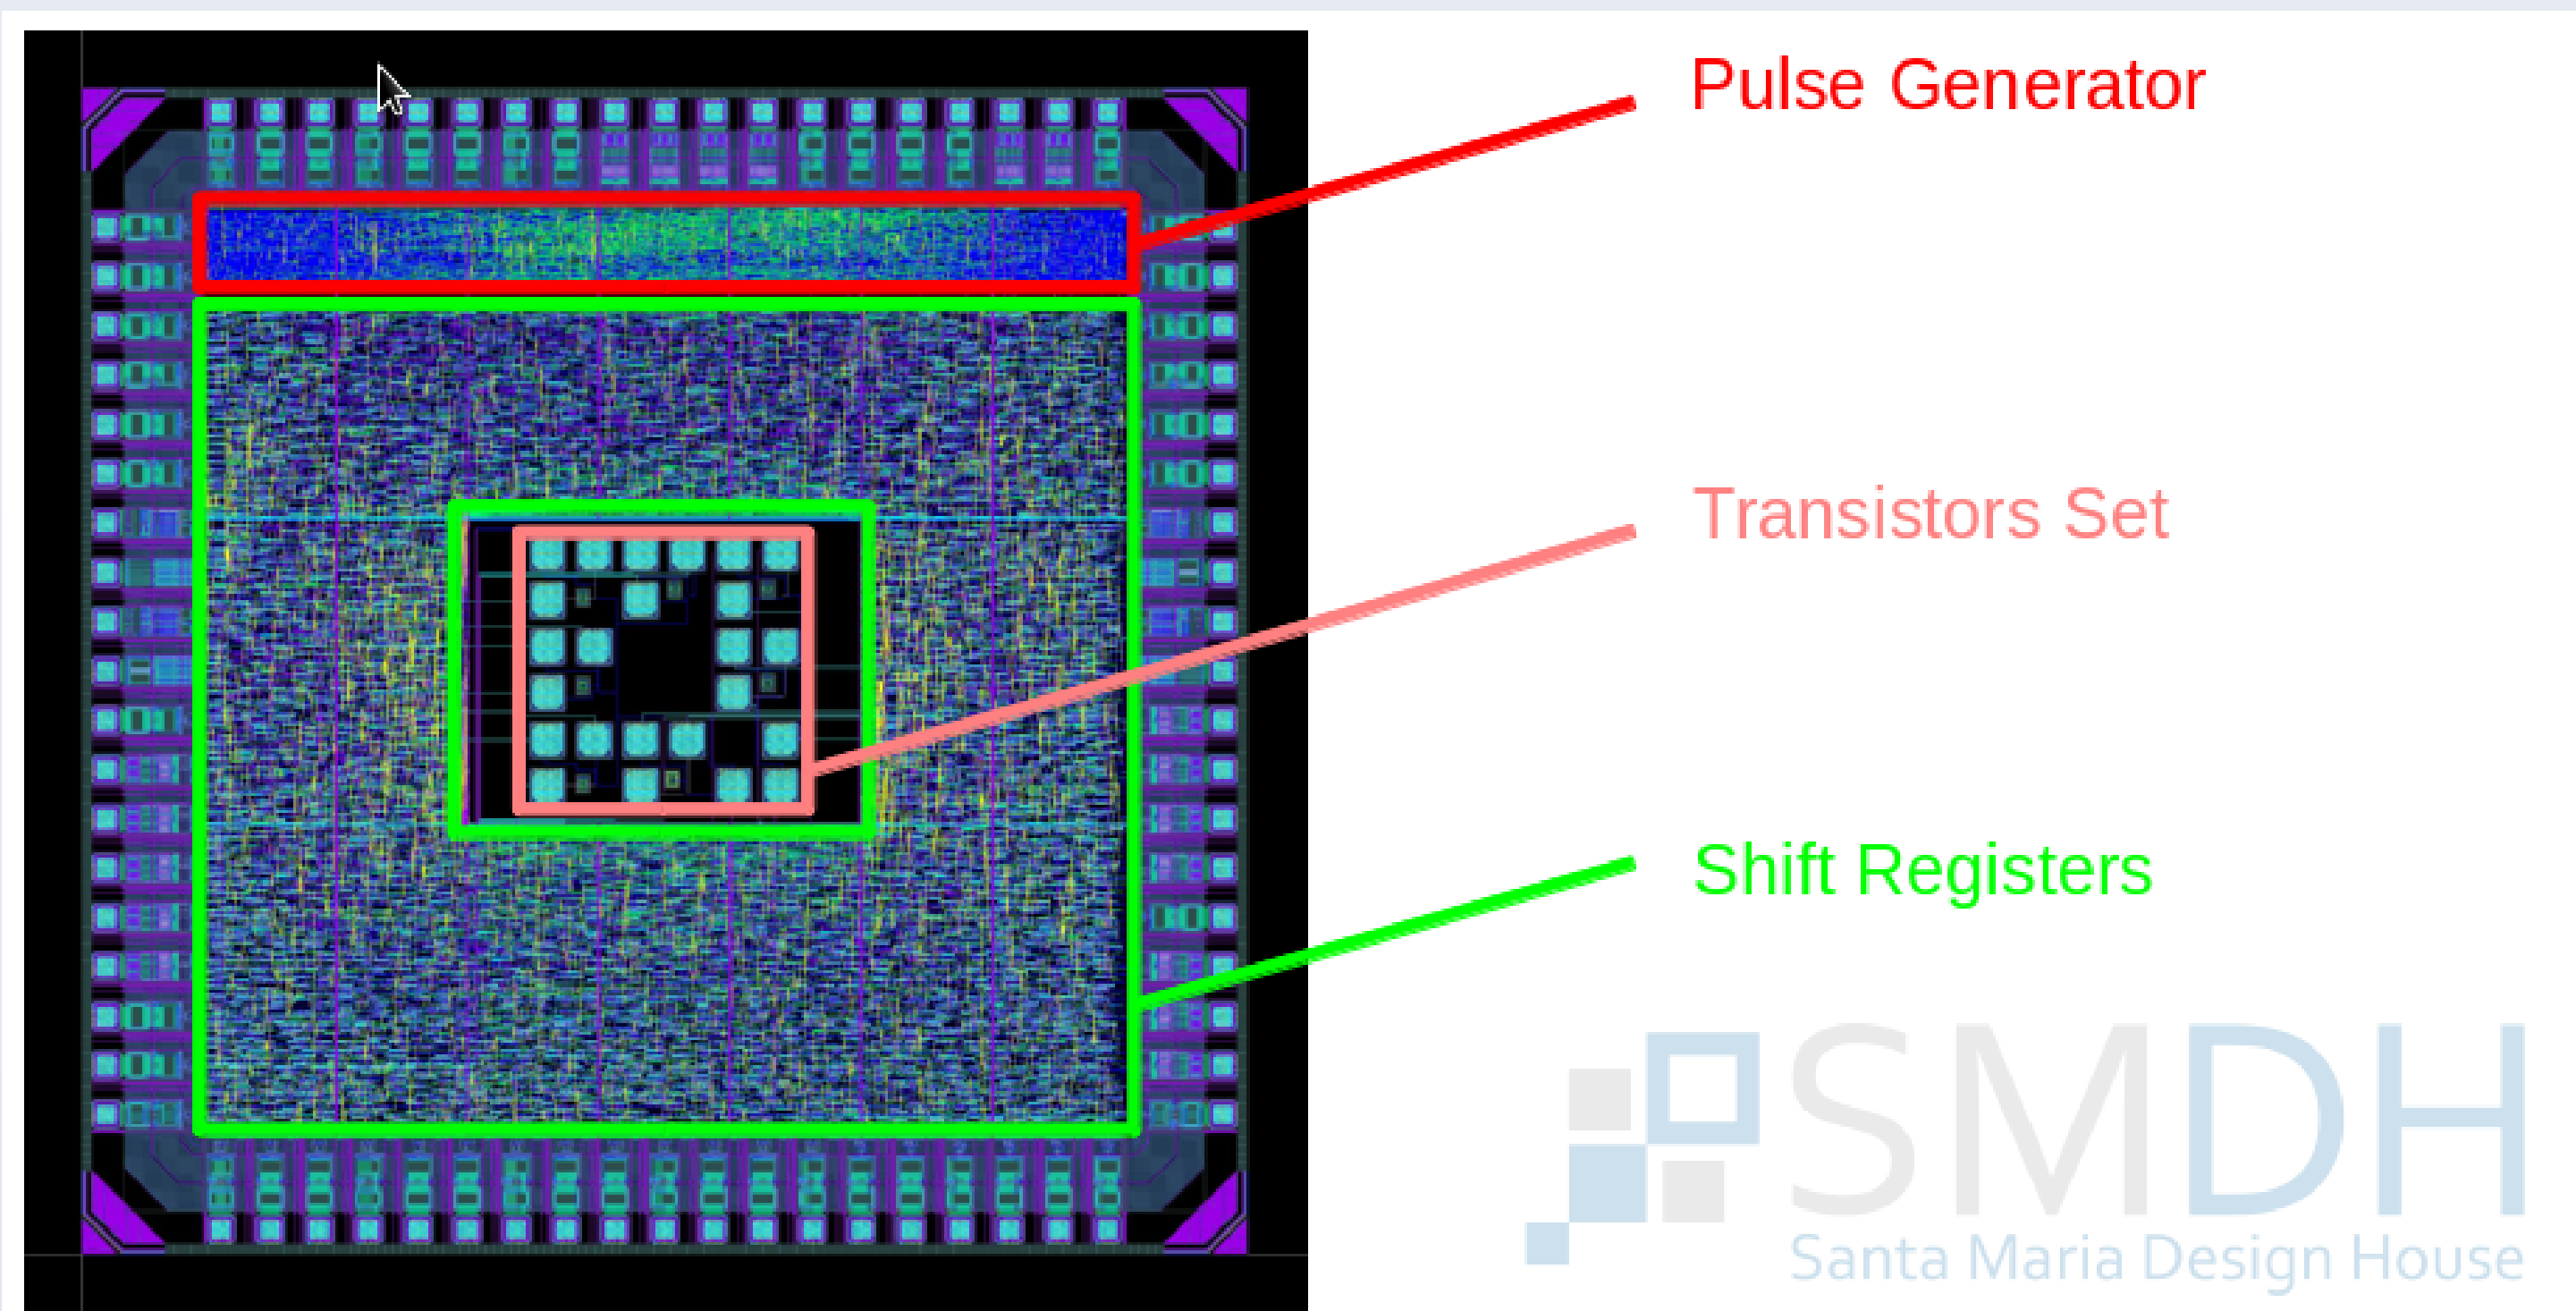 Pulse Generator
Transistors Set
Shift Registers
SMDH
Santa Maria Design House